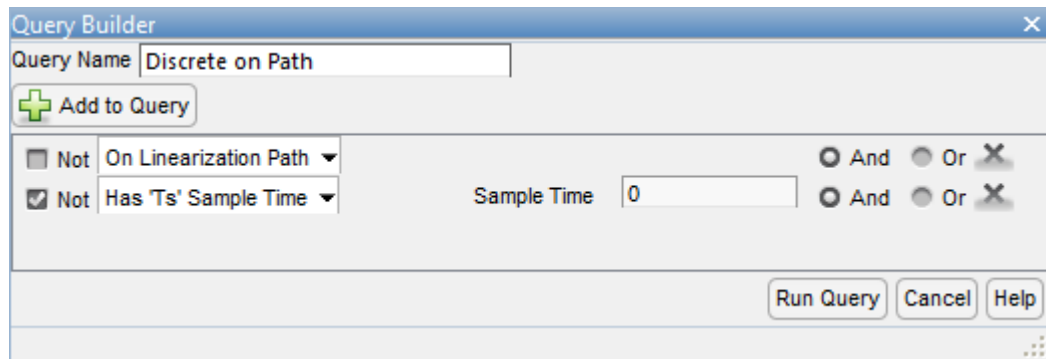 Query Builder
Query Name Discrete on Path
Add to Query
Not On Linearization Path And Or
Not Has 'Ts' Sample Time Sample Time 0 And Or
Run Query Cancel Help